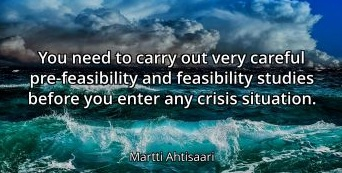 You need to carry out very careful
pre-feasibility and feasibility studies
before you enter any crisis situation.
Martti Ahtisaari